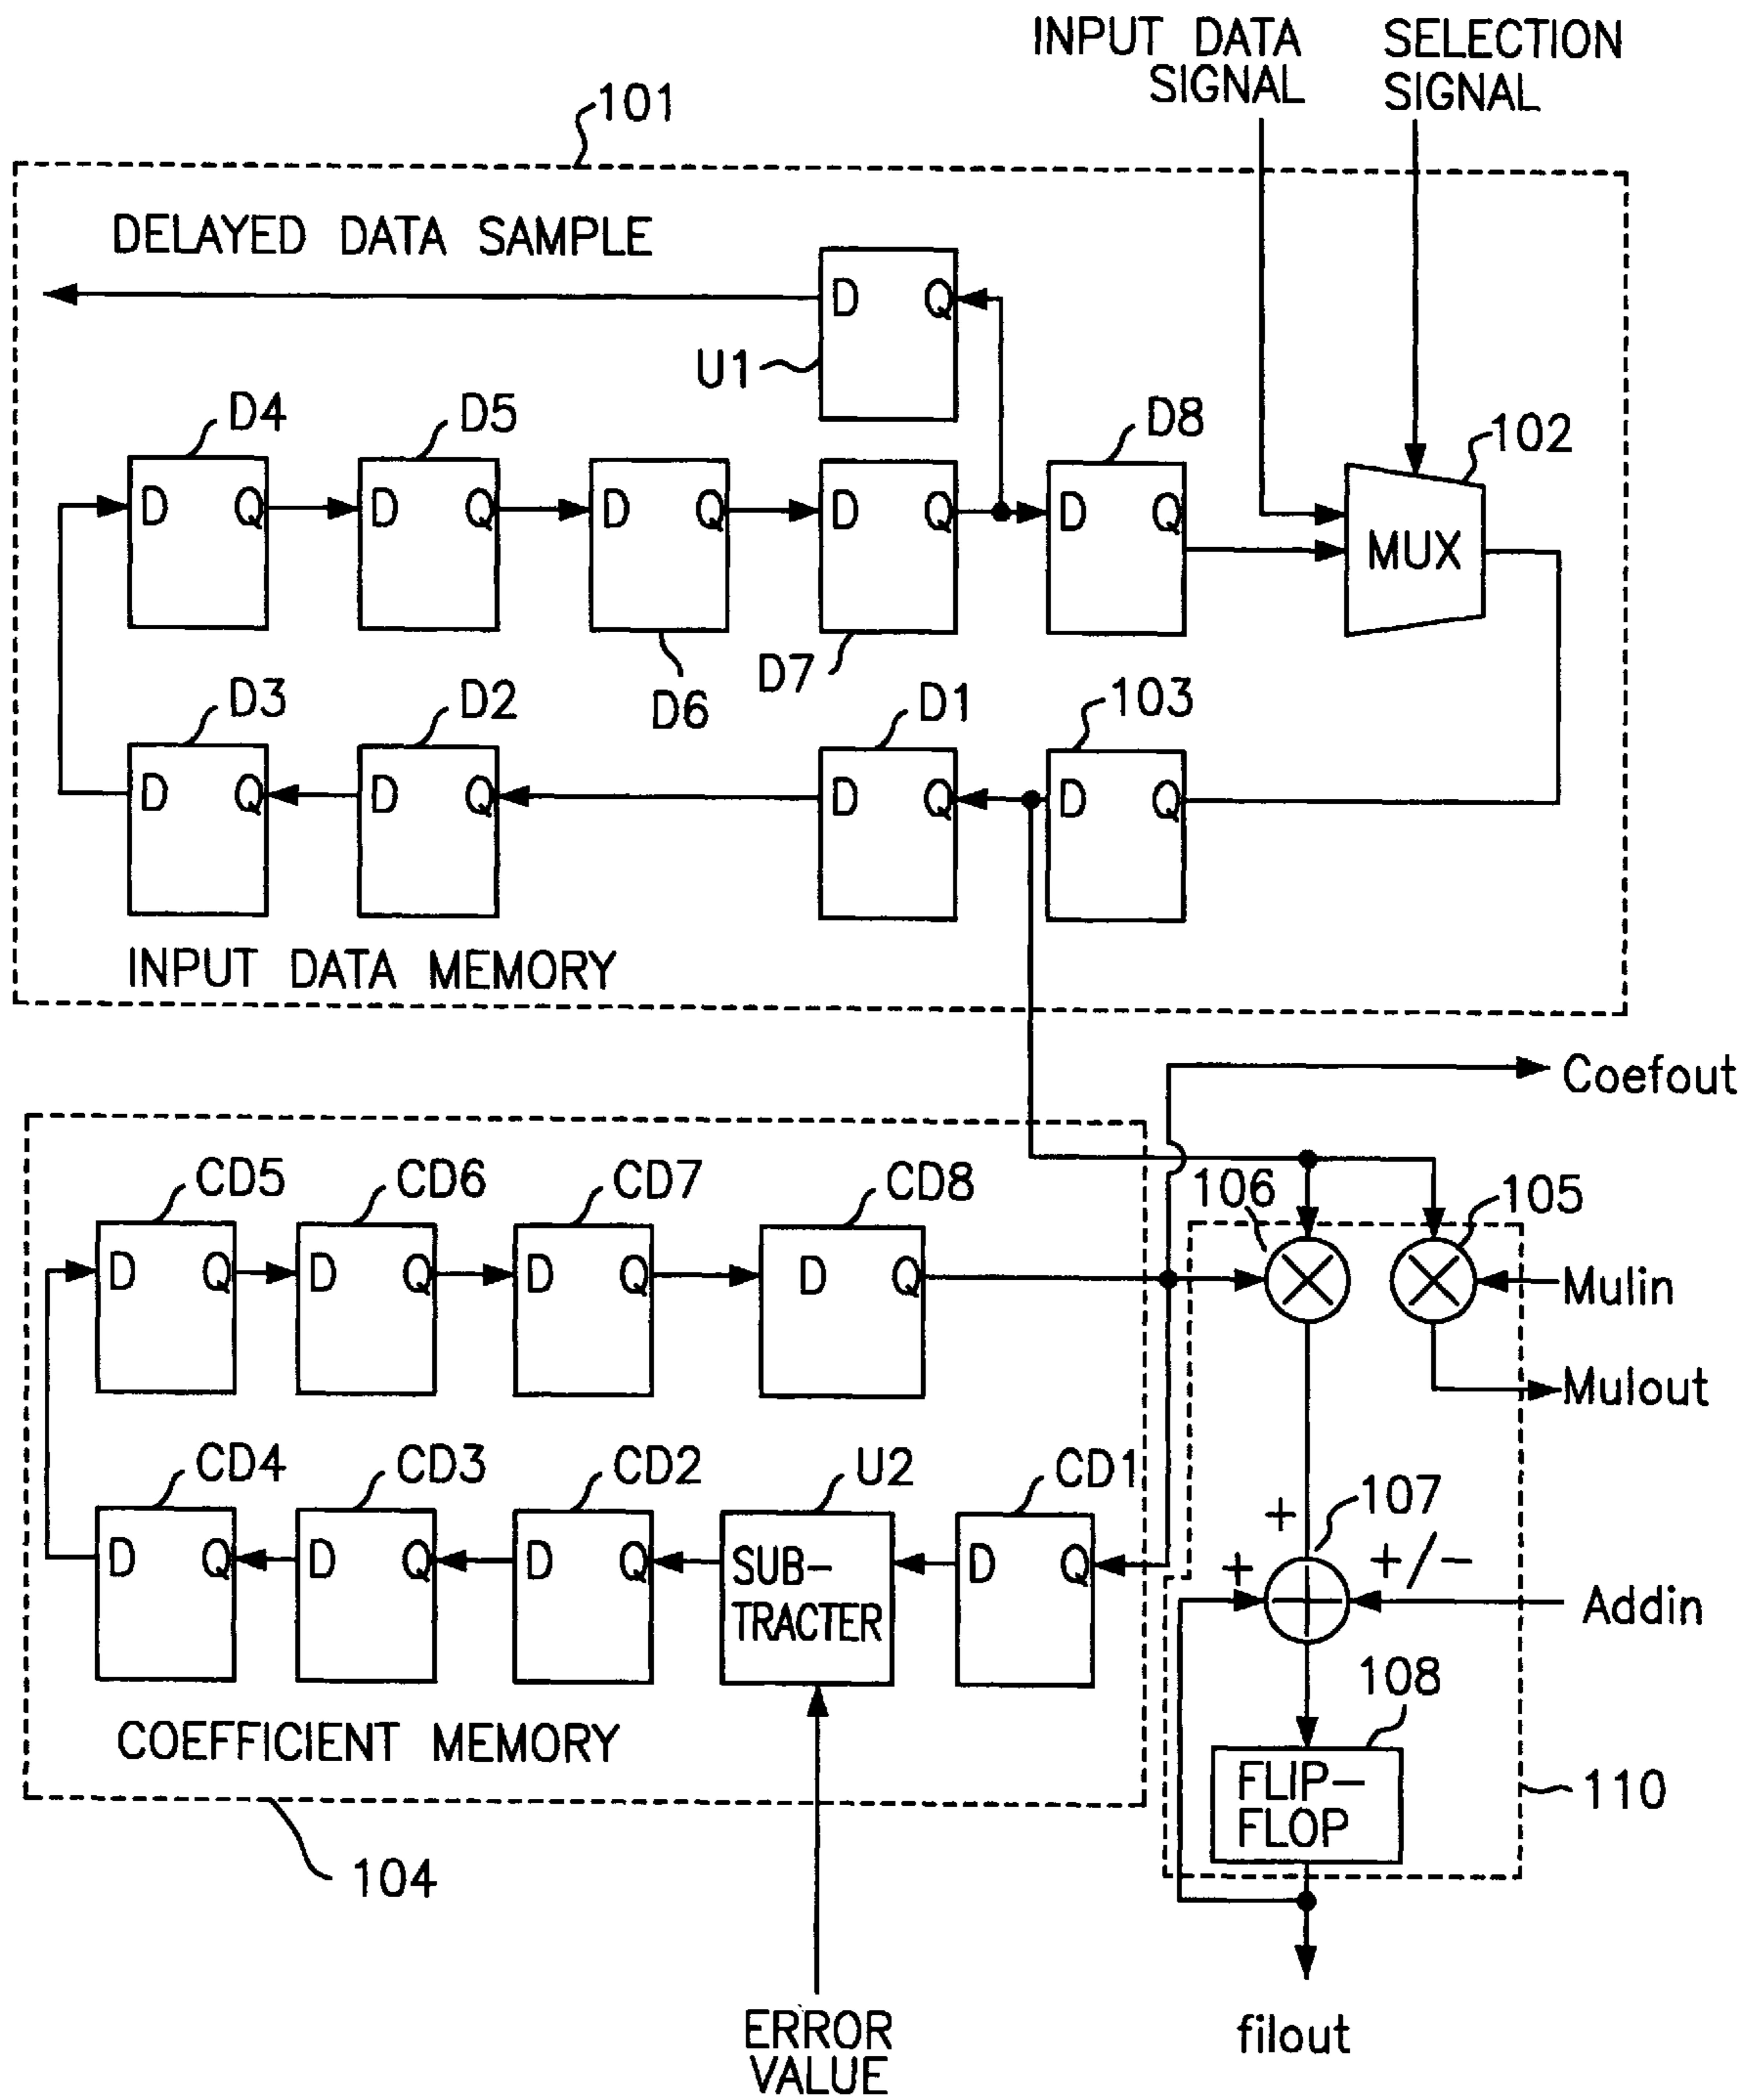 INPUT DATA
SIGNAL
SELECTION
SIGNAL
101
DELAYED DATA SAMPLE
D Q
U1
D4
D5
D8
102
D Q
D Q
D Q
D Q
D Q
MUX
D6
D7
D3
D2
D1
103
D Q
D Q
D Q
D Q
INPUT DATA MEMORY
Coefout
CD5
CD6
CD7
CD8
106
105
D Q
D Q
D Q
D Q
Mulin
Mulout
CD4
CD3
CD2
U2
CD1
107
+
+
+/-
D Q
D Q
D Q
SUB-
TRACTER
D Q
Addin
108
COEFFICIENT MEMORY
FLIP-
FLOP
110
104
ERROR
VALUE
filout